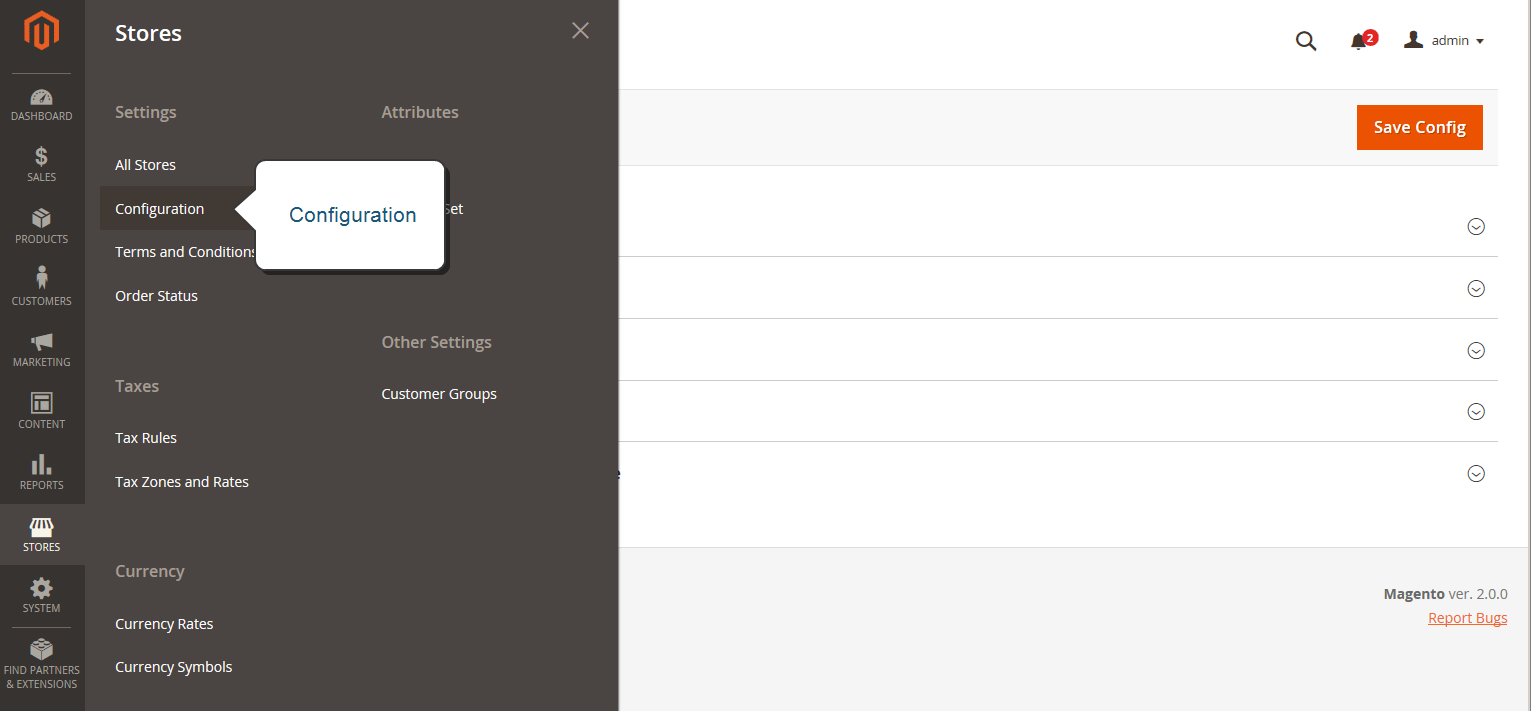 Stores
Settings
All Stores
Configuration
Terms and Conditions
Order Status
Taxes
Tax Rules
Tax Zones and Rates
Currency
Currency Rates
Currency Symbols
Attributes
Set
Other Settings
Customer Groups
Configuration
DASHBOARD
$
SALES
PRODUCTS
CUSTOMERS
MARKETING
CONTENT
REPORTS
STORES
SYSTEM
FIND PARTNERS
& EXTENSIONS
2
admin
Save Config
Magento ver. 2.0.0
Report Bugs